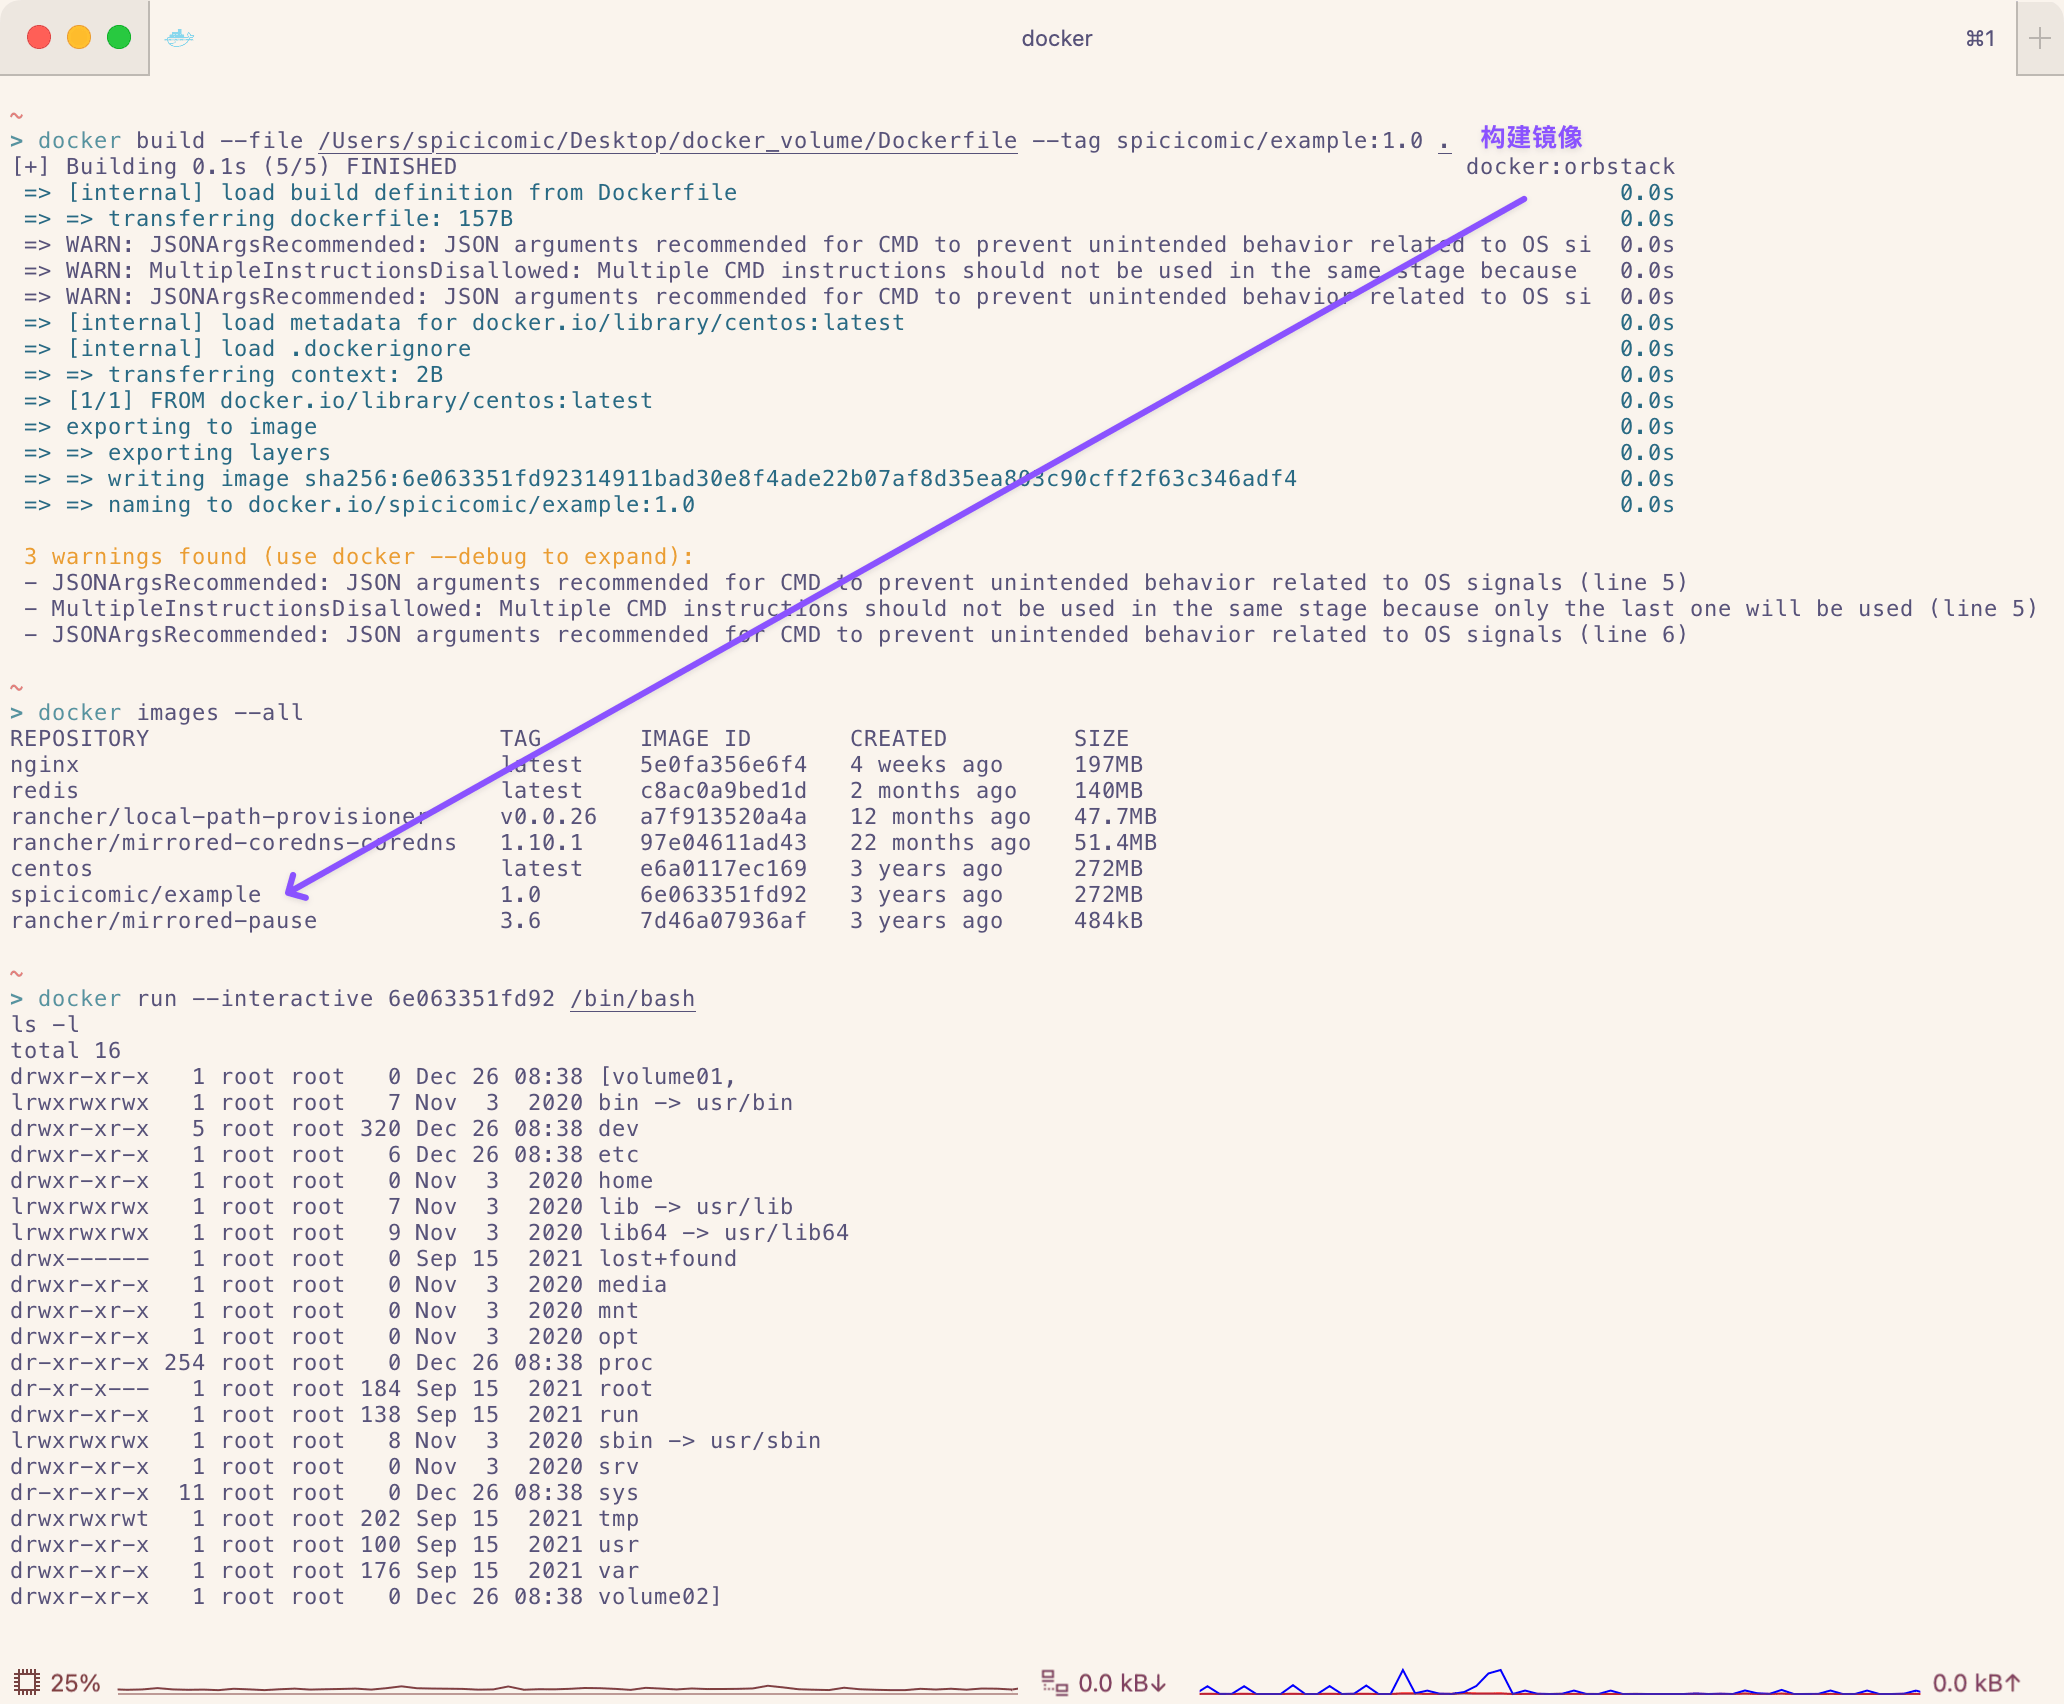 docker
⌘1
~
> docker build --file /Users/spicicomic/Desktop/docker_volume/Dockerfile --tag spicicomic/example:1.0 . 构建镜像
[+] Building 0.1s (5/5) FINISHED docker:orbstack
=> [internal] load build definition from Dockerfile 0.0s
=> => transferring dockerfile: 157B 0.0s
=> WARN: JSONArgsRecommended: JSON arguments recommended for CMD to prevent unintended behavior related to OS si 0.0s
=> WARN: MultipleInstructionsDisallowed: Multiple CMD instructions should not be used in the same stage because 0.0s
=> WARN: JSONArgsRecommended: JSON arguments recommended for CMD to prevent unintended behavior related to OS si 0.0s
=> [internal] load metadata for docker.io/library/centos:latest 0.0s
=> [internal] load .dockerignore 0.0s
=> => transferring context: 2B 0.0s
=> [1/1] FROM docker.io/library/centos:latest 0.0s
=> exporting to image 0.0s
=> => exporting layers 0.0s
=> => writing image sha256:6e063351fd92314911bad30e8f4ade22b07af8d35ea803c90cff2f63c346adf4 0.0s
=> => naming to docker.io/spicicomic/example:1.0 0.0s
3 warnings found (use docker --debug to expand):
- JSONArgsRecommended: JSON arguments recommended for CMD to prevent unintended behavior related to OS signals (line 5)
- MultipleInstructionsDisallowed: Multiple CMD instructions should not be used in the same stage because only the last one will be used (line 5)
- JSONArgsRecommended: JSON arguments recommended for CMD to prevent unintended behavior related to OS signals (line 6)
~
> docker images --all
REPOSITORY TAG IMAGE ID CREATED SIZE
nginx latest 5e0fa356e6f4 4 weeks ago 197MB
redis latest c8ac0a9bed1d 2 months ago 140MB
rancher/local-path-provisioner v0.0.26 a7f913520a4a 12 months ago 47.7MB
rancher/mirrored-coredns-coredns 1.10.1 97e04611ad43 22 months ago 51.4MB
centos latest e6a0117ec169 3 years ago 272MB
spicicomic/example 1.0 6e063351fd92 3 years ago 272MB
rancher/mirrored-pause 3.6 7d46a07936af 3 years ago 484kB
~
> docker run --interactive 6e063351fd92 /bin/bash
ls -l
total 16
drwxr-xr-x 1 root root 0 Dec 26 08:38 [volume01,
lrwxrwxrwx 1 root root 7 Nov 3 2020 bin -> usr/bin
drwxr-xr-x 5 root root 320 Dec 26 08:38 dev
drwxr-xr-x 1 root root 6 Dec 26 08:38 etc
drwxr-xr-x 1 root root 0 Nov 3 2020 home
lrwxrwxrwx 1 root root 7 Nov 3 2020 lib -> usr/lib
lrwxrwxrwx 1 root root 9 Nov 3 2020 lib64 -> usr/lib64
drwx------ 1 root root 0 Sep 15 2021 lost+found
drwxr-xr-x 1 root root 0 Nov 3 2020 media
drwxr-xr-x 1 root root 0 Nov 3 2020 mnt
drwxr-xr-x 1 root root 0 Nov 3 2020 opt
dr-xr-xr-x 254 root root 0 Dec 26 08:38 proc
dr-xr-x--- 1 root root 184 Sep 15 2021 root
drwxr-xr-x 1 root root 138 Sep 15 2021 run
lrwxrwxrwx 1 root root 8 Nov 3 2020 sbin -> usr/sbin
drwxr-xr-x 1 root root 0 Nov 3 2020 srv
dr-xr-xr-x 11 root root 0 Dec 26 08:38 sys
drwxrwxrwt 1 root root 202 Sep 15 2021 tmp
drwxr-xr-x 1 root root 100 Sep 15 2021 usr
drwxr-xr-x 1 root root 176 Sep 15 2021 var
drwxr-xr-x 1 root root 0 Dec 26 08:38 volume02]
25% 0.0 kB↓ 0.0 kB↑